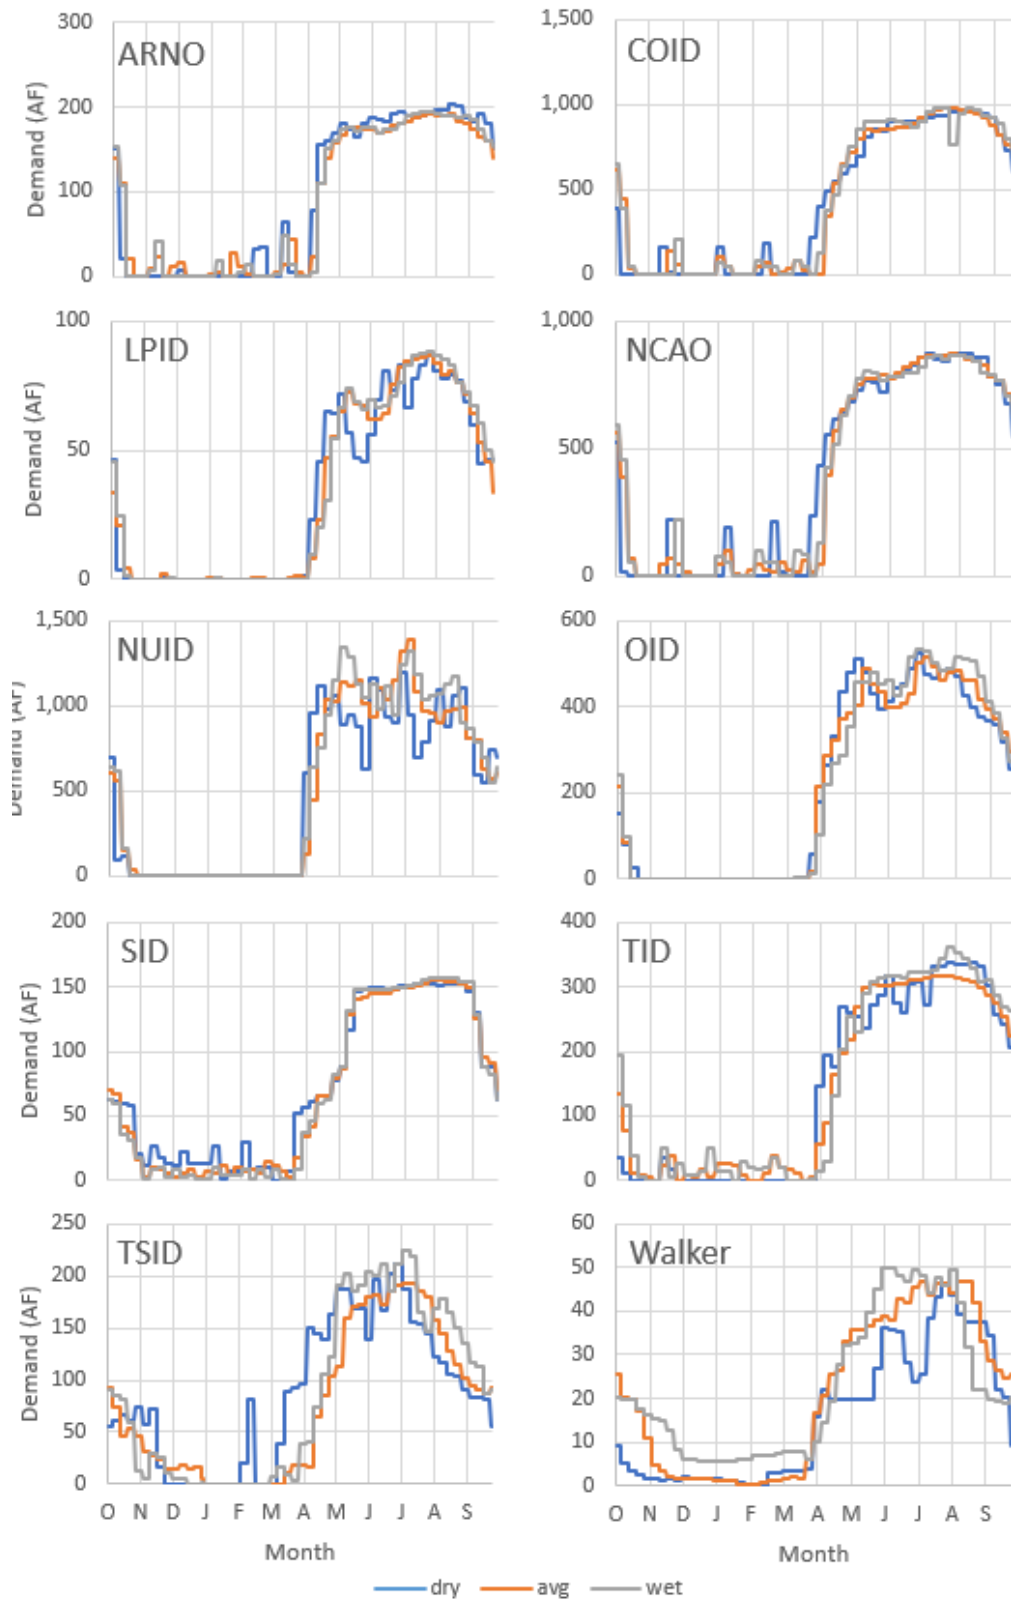 300
ARNO
200
100
0
Demand (AF)
1,500
COID
1,000
500
0
100
LPID
50
0
Demand (AF)
1,000
NCAO
500
0
1,500
NUID
1,000
500
0
Demand (AF)
600
OID
400
200
0
200
SID
150
100
50
0
Demand (AF)
400
TID
300
200
100
0
250
TSID
200
150
100
50
0
Demand (AF)
O N D J F M A M J J A S
Month
60
Walker
50
40
30
20
10
0
O N D J F M A M J J A S
Month
dry avg wet